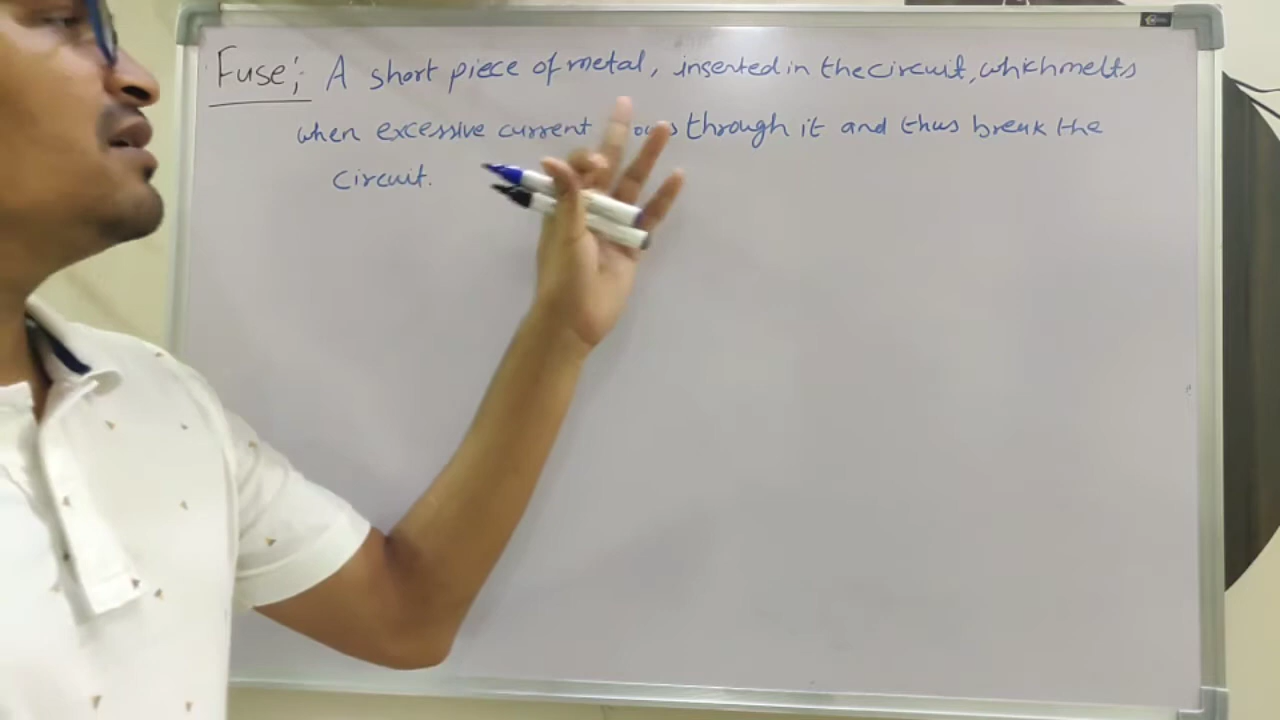 Fuse:- A short piece of metal, inserted in the circuit, which melts
when excessive current through it and thus break the
circuit.